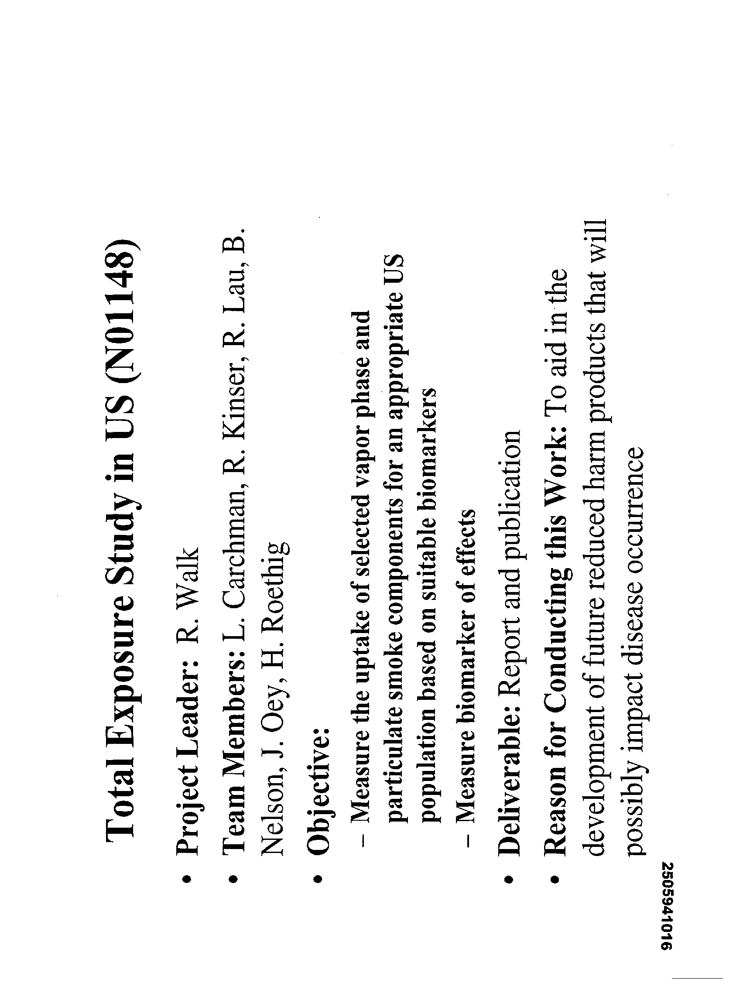 Total Exposure Study in US (N01148)
• Project Leader: R. Walk
• Team Members: L. Carchman, R. Kinser, R. Lau, B.
Nelson, J. Oey, H. Roethig
• Objective:
– Measure the uptake of selected vapor phase and
particulate smoke components for an appropriate US
population based on suitable biomarkers
– Measure biomarker of effects
• Deliverable: Report and publication
• Reason for Conducting this Work: To aid in the
development of future reduced harm products that will
possibly impact disease occurrence
2505941016